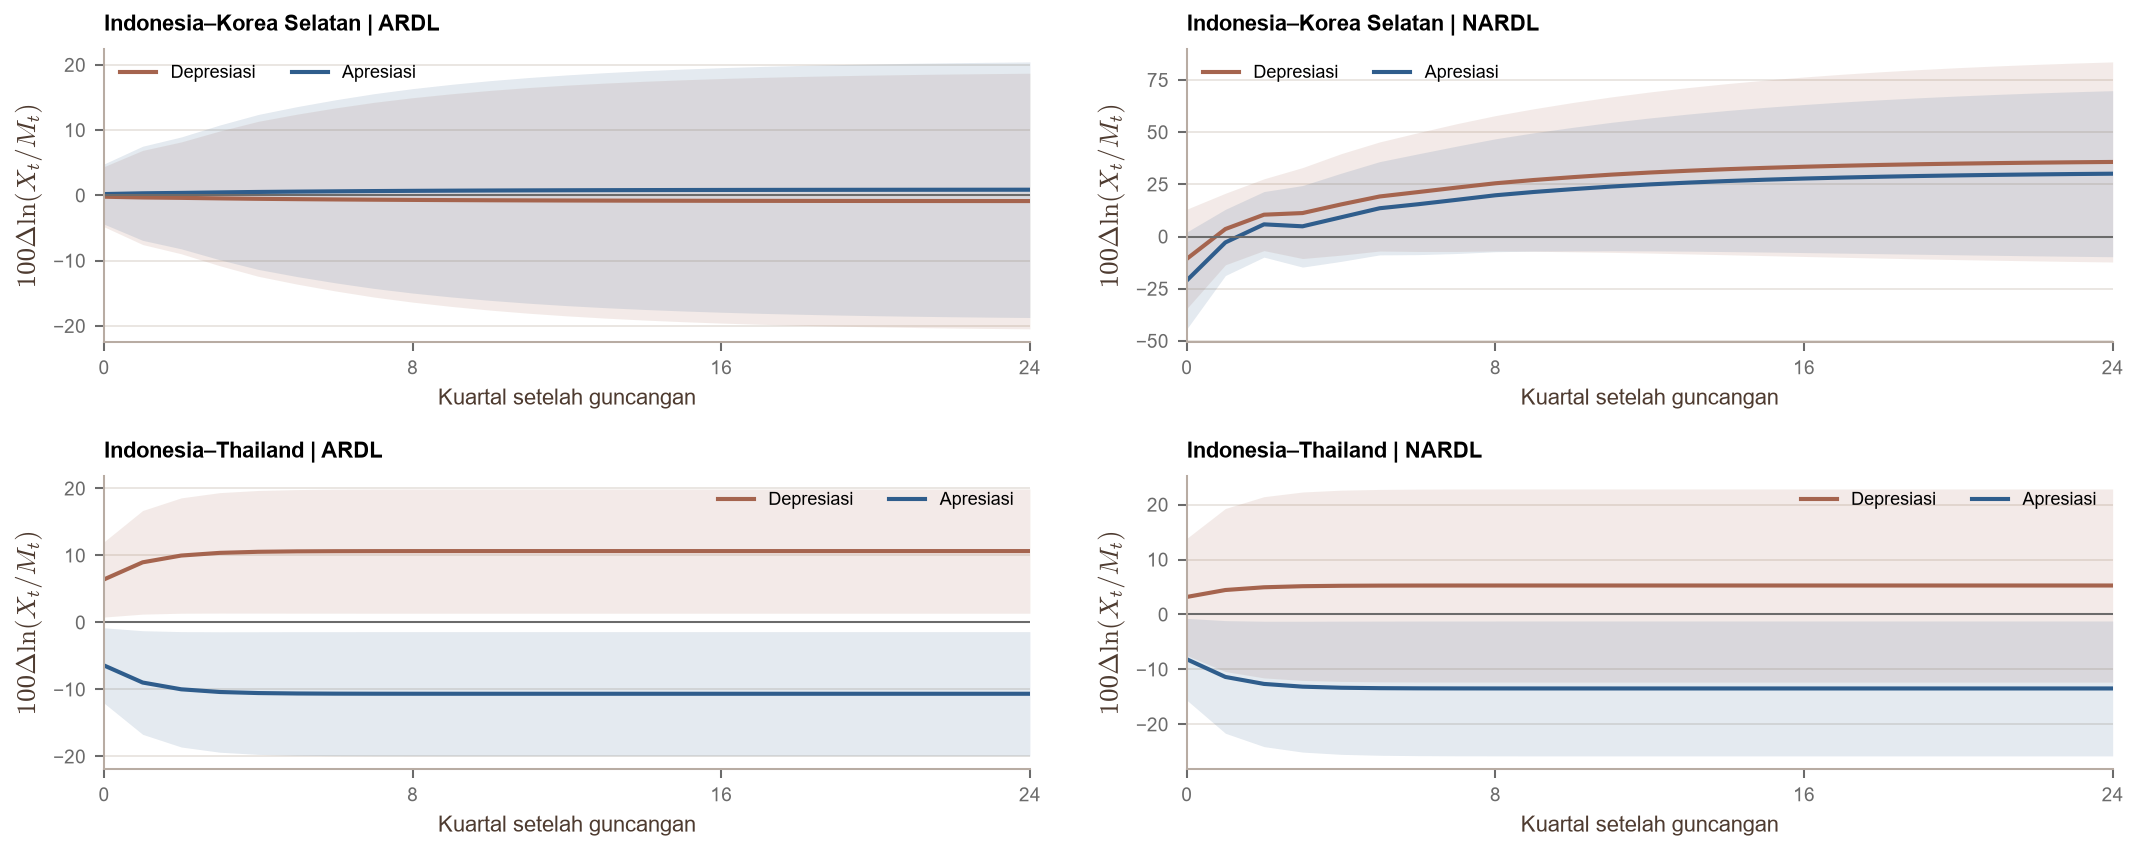 Indonesia–Korea Selatan | ARDL
Depresiasi
Apresiasi
20
10
0
−10
−20
100Δln(X_t/M_t)
0
8
16
24
Kuartal setelah guncangan
Indonesia–Korea Selatan | NARDL
Depresiasi
Apresiasi
75
50
25
0
−25
−50
100Δln(X_t/M_t)
0
8
16
24
Kuartal setelah guncangan
Indonesia–Thailand | ARDL
Depresiasi
Apresiasi
20
10
0
−10
−20
100Δln(X_t/M_t)
0
8
16
24
Kuartal setelah guncangan
Indonesia–Thailand | NARDL
Depresiasi
Apresiasi
20
10
0
−10
−20
100Δln(X_t/M_t)
0
8
16
24
Kuartal setelah guncangan